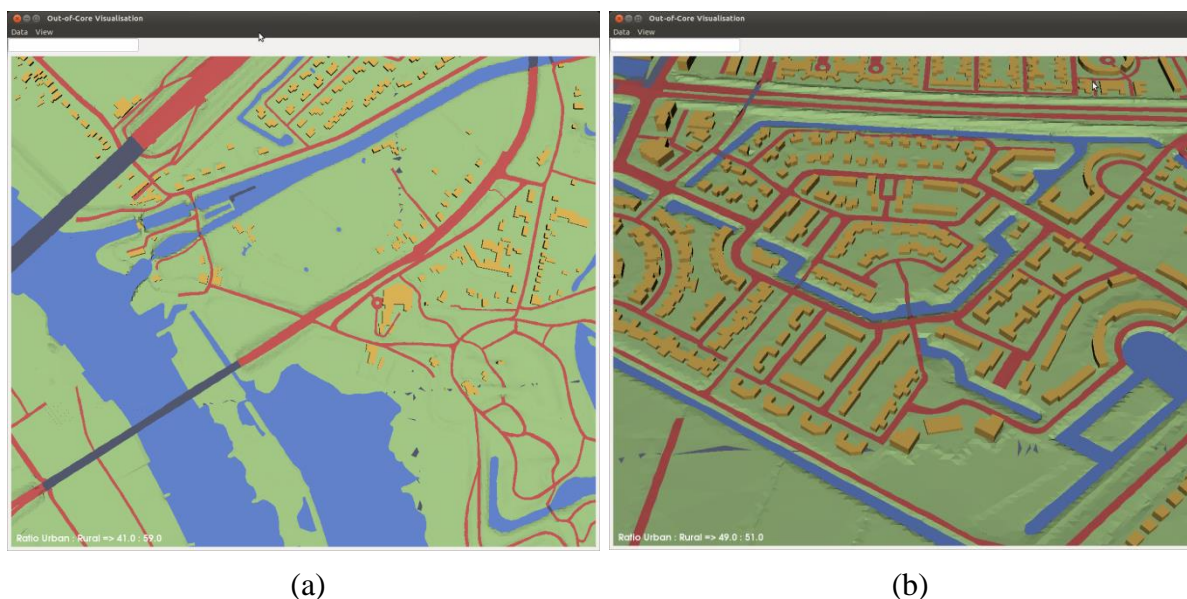 Out-of-Core Visualisation
Data View
Ratio Urban : Rural => 41.0 : 59.0
(a)
Out-of-Core Visualisation
Data View
Ratio Urban : Rural => 49.0 : 51.0
(b)